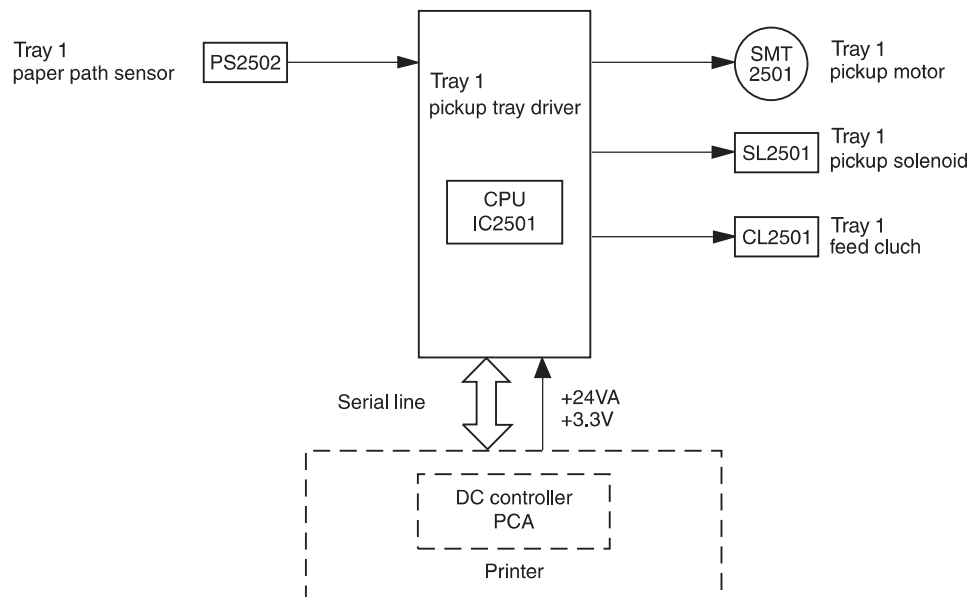 Tray 1
paper path sensor
PS2502
Tray 1
pickup tray driver
CPU
IC2501
SMT
2501
Tray 1
pickup motor
SL2501
Tray 1
pickup solenoid
CL2501
Tray 1
feed cluch
Serial line
+24VA
+3.3V
DC controller
PCA
Printer